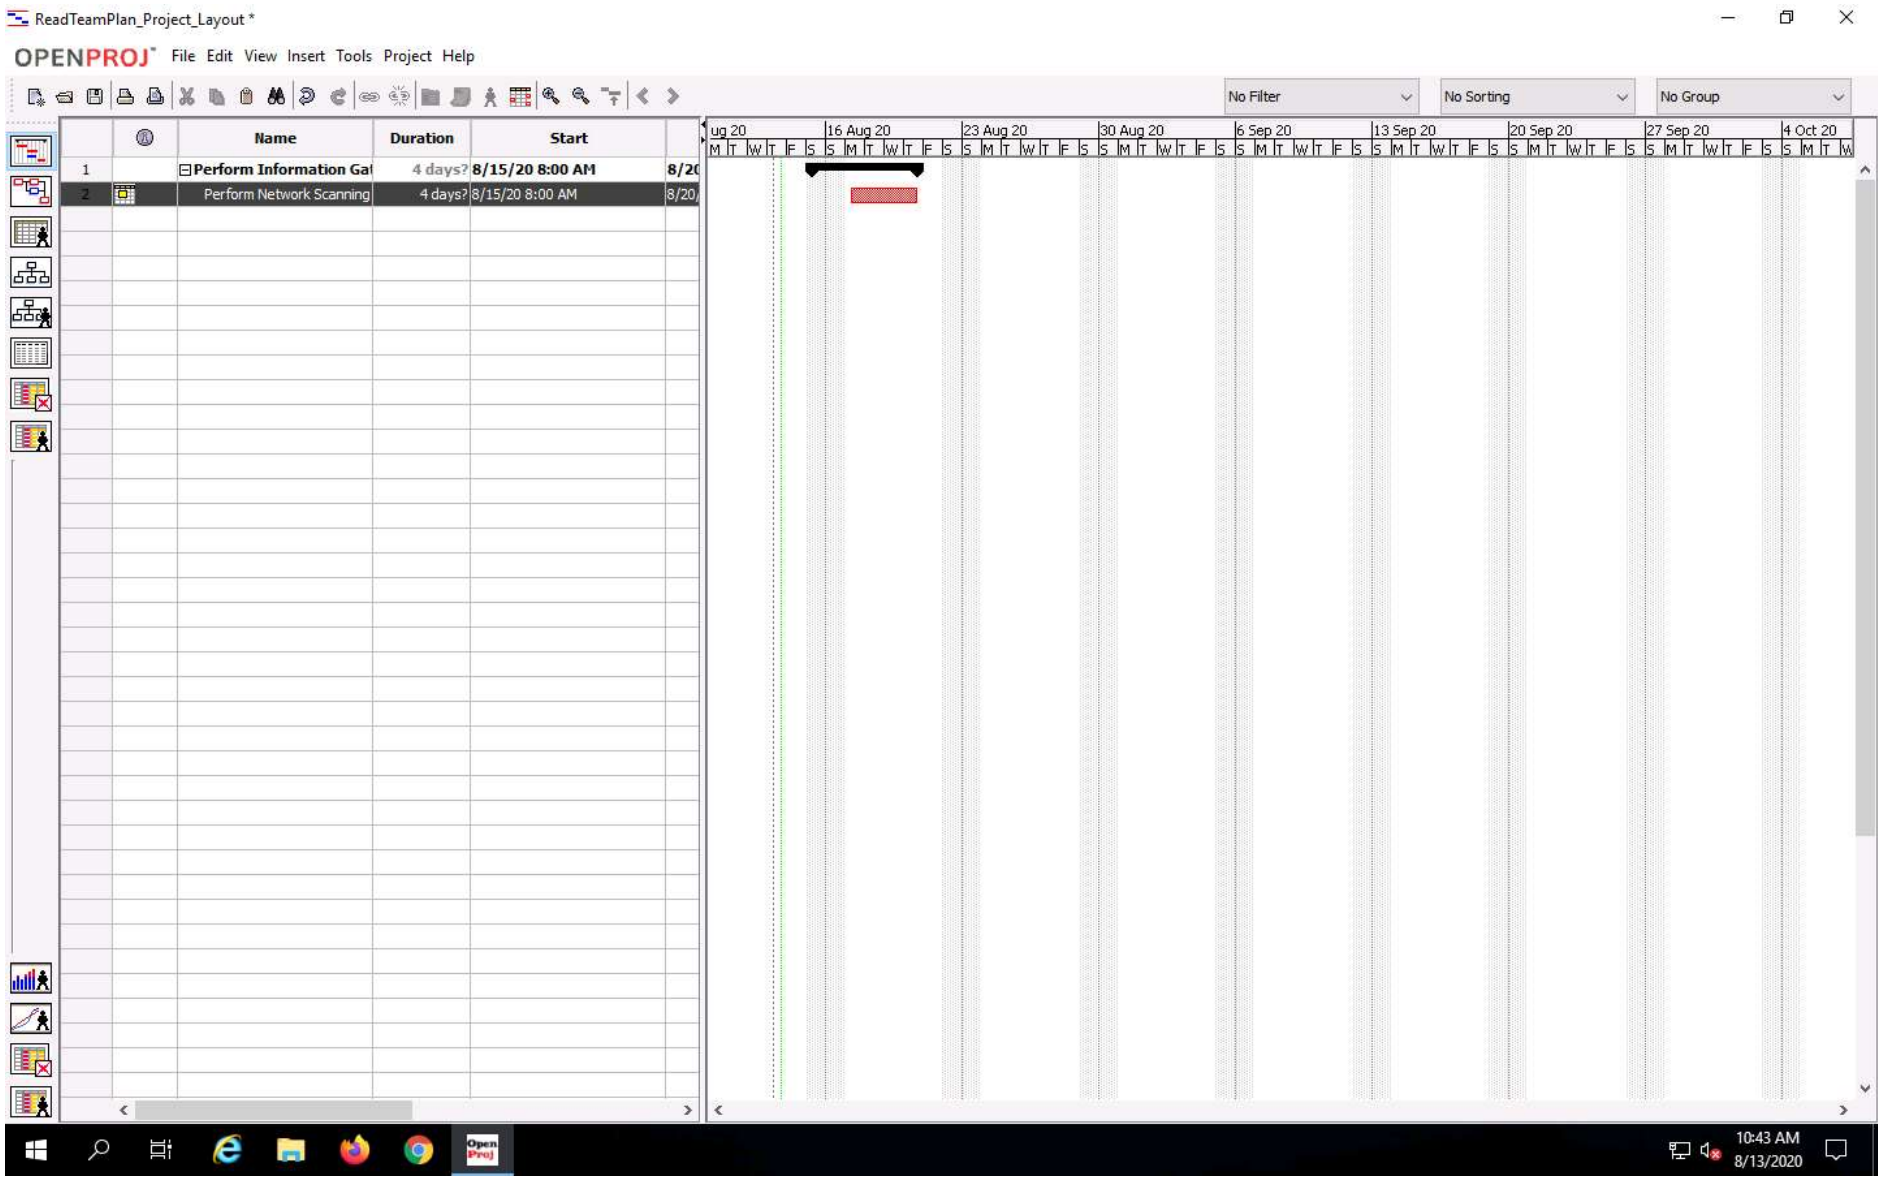 ReadTeamPlan_Project_Layout *
OPENPROJ File Edit View Insert Tools Project Help
No Filter No Sorting No Group
Name Duration Start
ug 20 16 Aug 20 23 Aug 20 30 Aug 20 6 Sep 20 13 Sep 20 20 Sep 20 27 Sep 20 4 Oct 20
M T W T F S S M T W T F S S M T W T F S S M T W T F S S M T W T F S S M T W T F S S M T W T F S S M T W T F S S M T W
1 Perform Information Gat 4 days? 8/15/20 8:00 AM 8/20
2 Perform Network Scanning 4 days? 8/15/20 8:00 AM 8/20/
Open
Proj
10:43 AM
8/13/2020